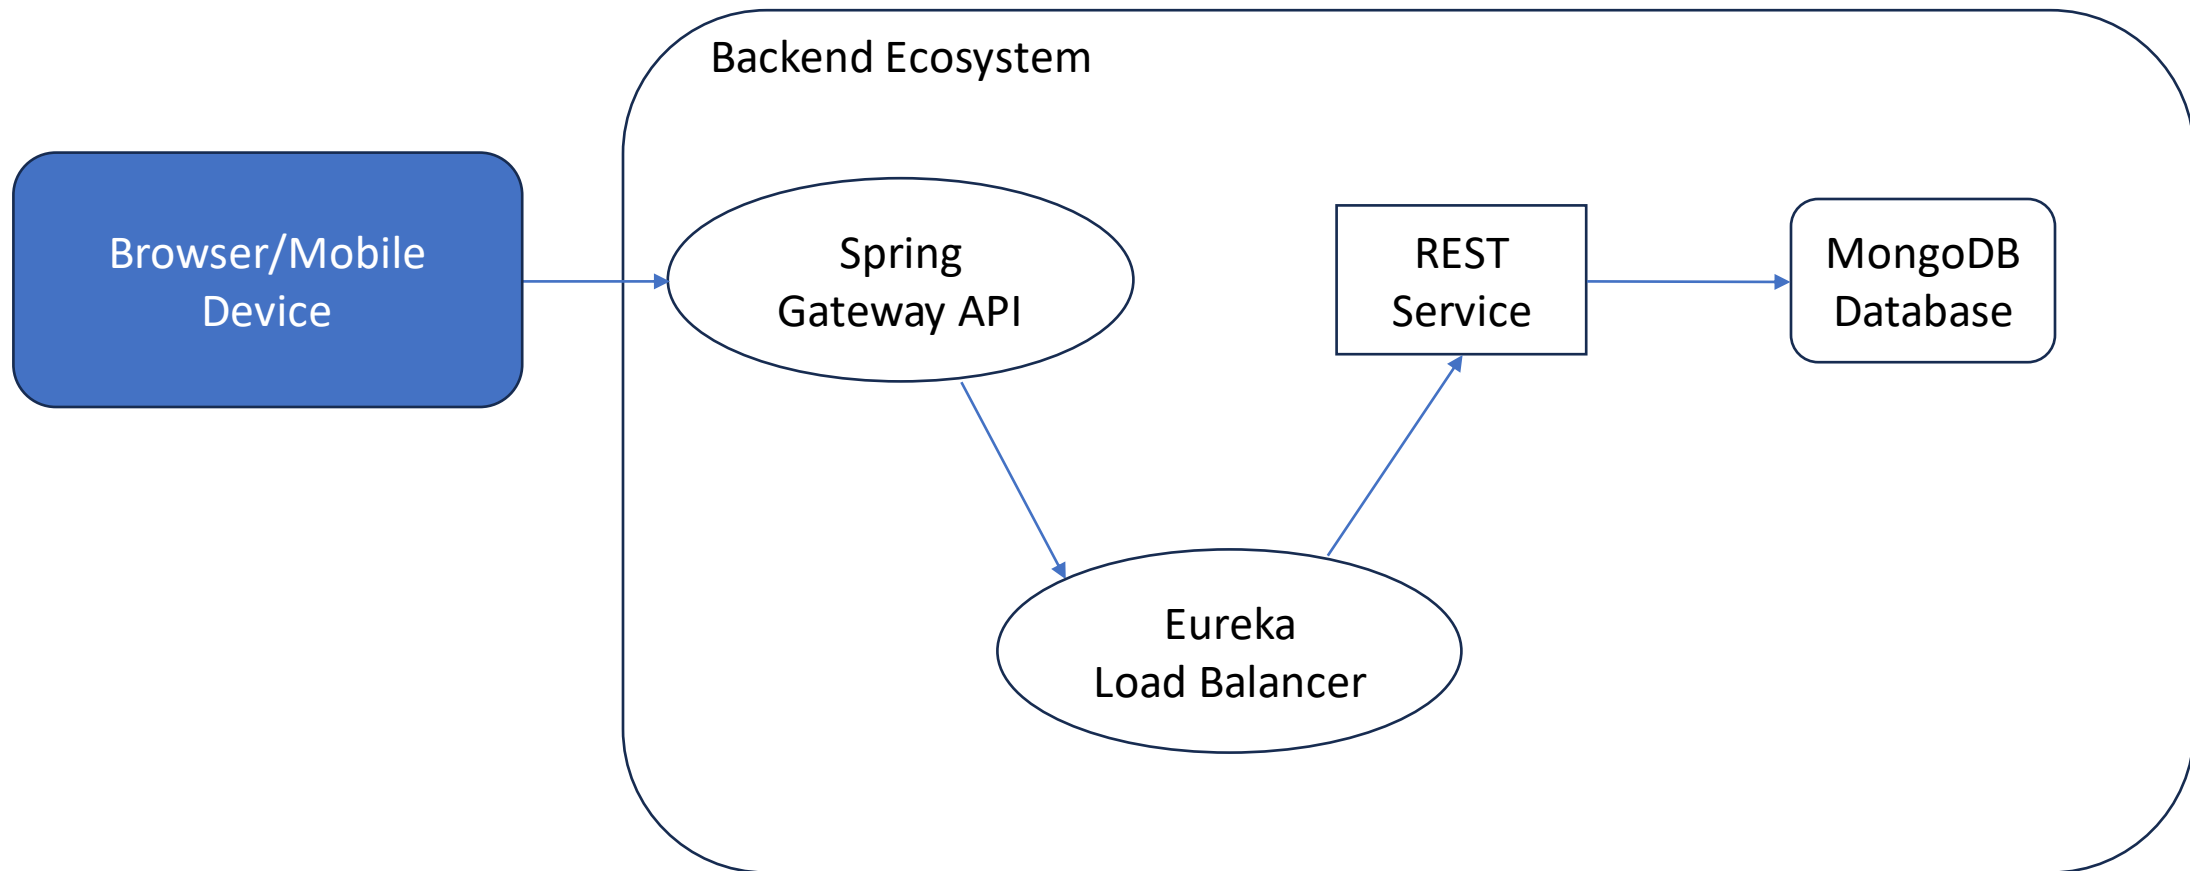 Backend Ecosystem
Browser/Mobile
Device
Spring
Gateway API
REST
Service
MongoDB
Database
Eureka
Load Balancer